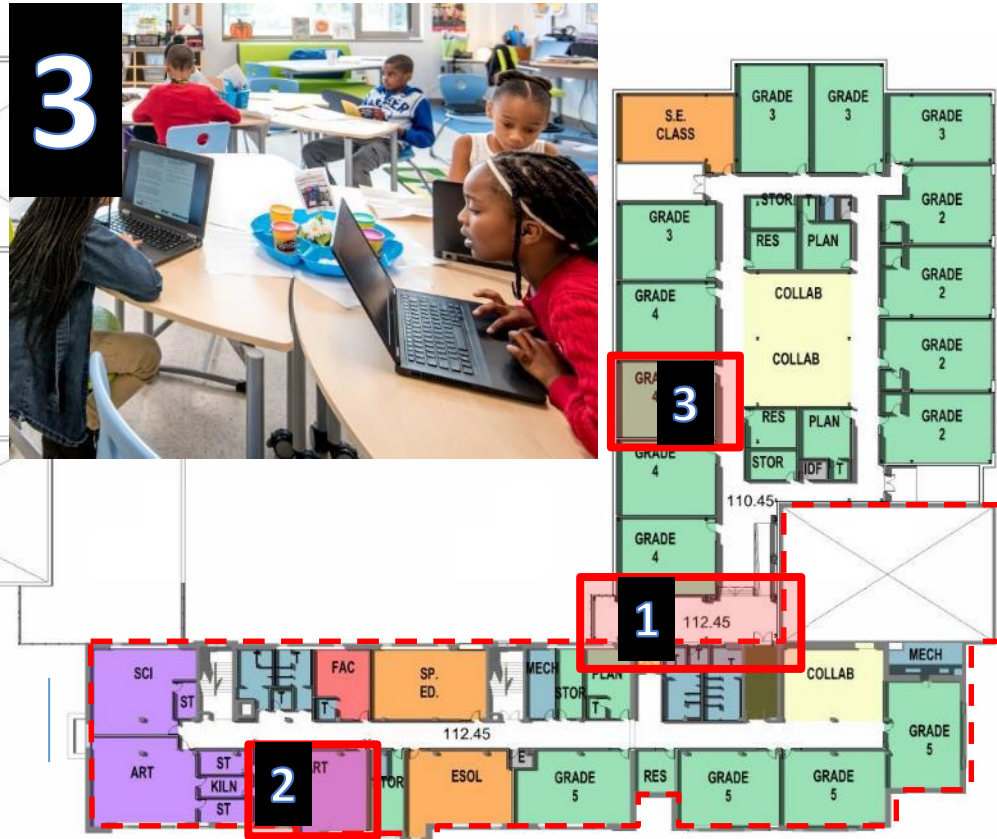 3
S.E.
CLASS
GRADE
3
GRADE
3
GRADE
3
STOR
T
GRADE
2
GRADE
3
RES
PLAN
GRADE
2
COLLAB
GRADE
4
GRADE
2
COLLAB
3
GRADE
2
RES
PLAN
GRADE
4
STOR
IDF
T
110.45
GRADE
4
1
112.45
SCI
ST
T
FAC
T
SP.
ED.
MECH
STOR
PLAN
T
T
T
T
COLLAB
MECH
GRADE
5
112.45
ART
ST
KILN
ST
2
ART
STOR
ESOL
E
GRADE
5
RES
GRADE
5
GRADE
5